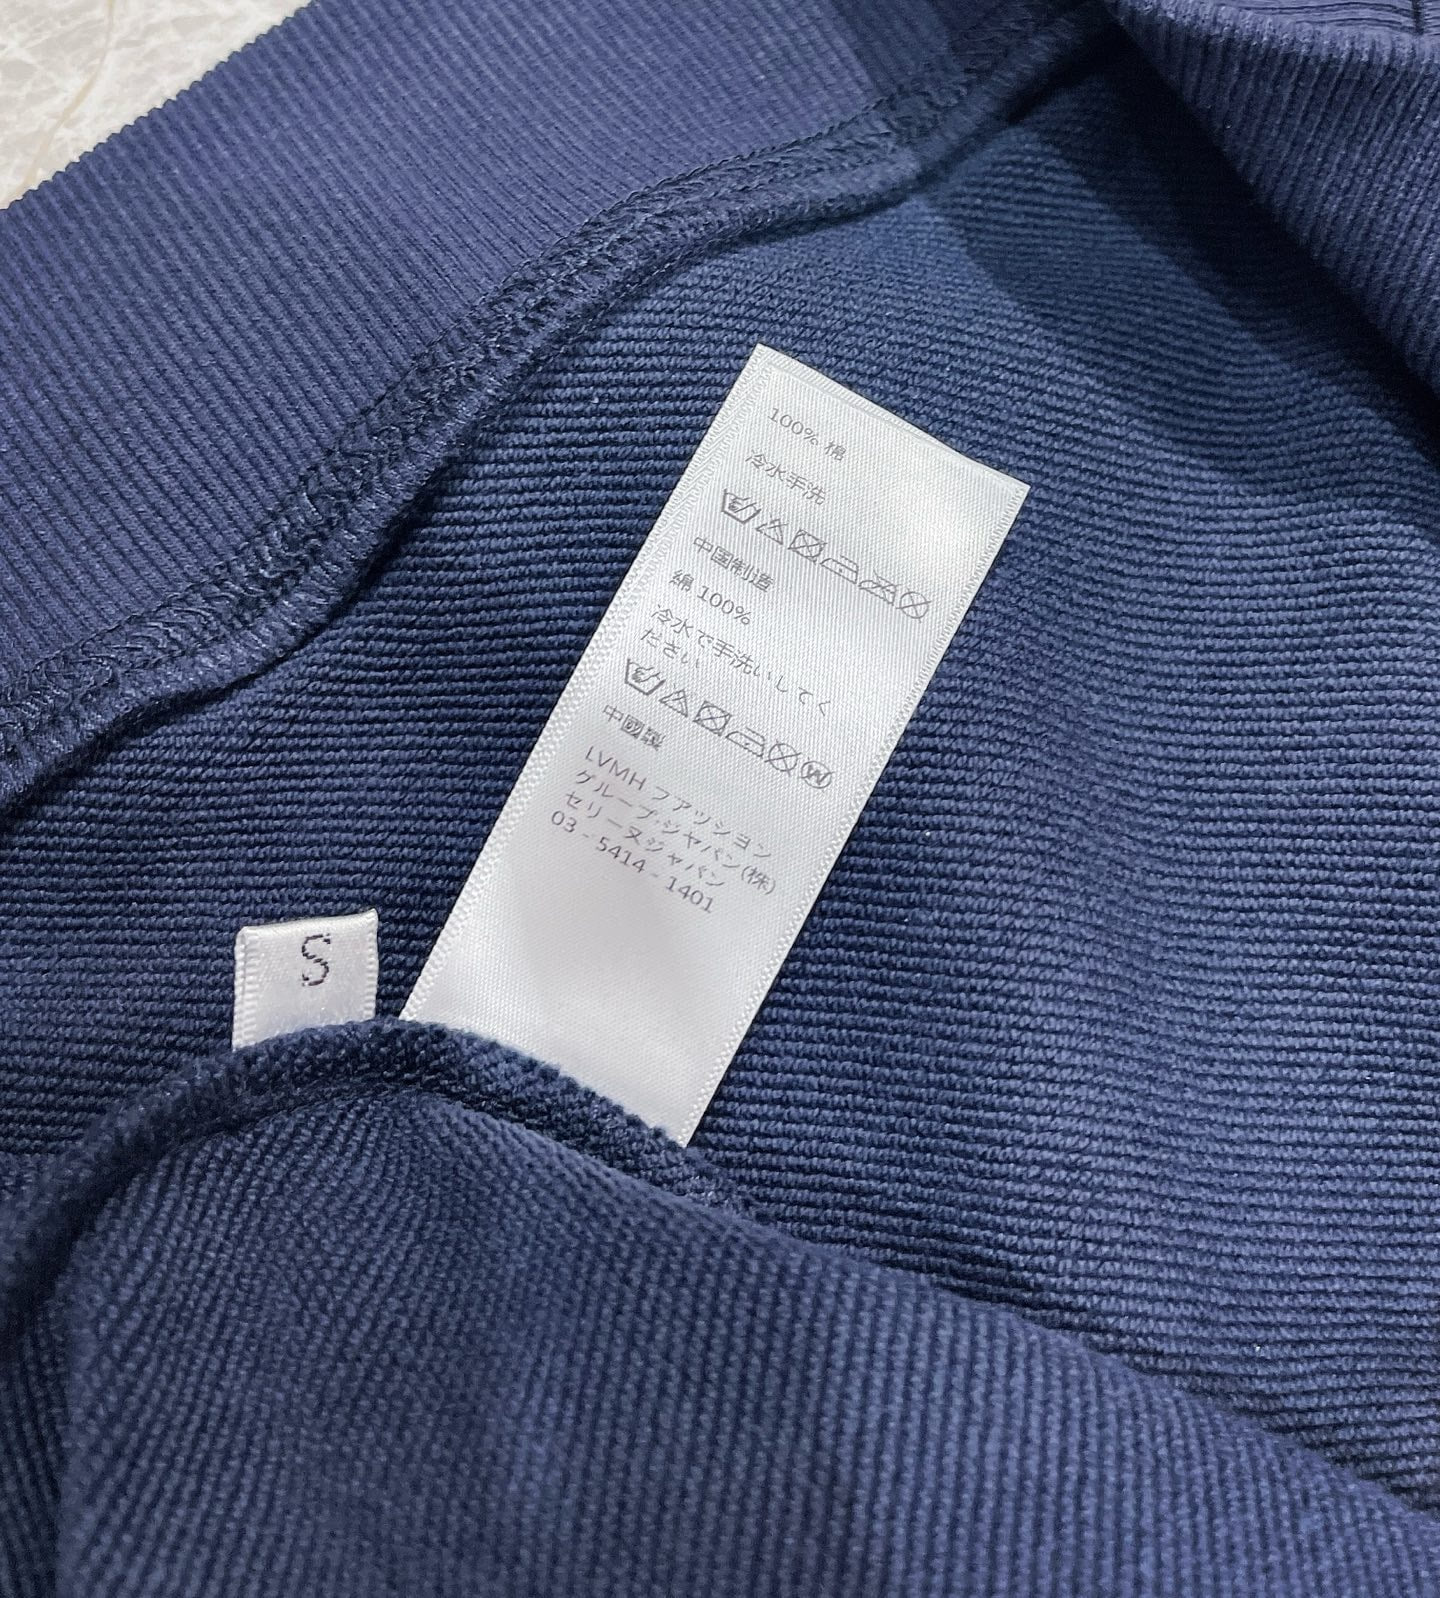 100% 棉
冷水手洗
中国制造
綿 100%
冷水で手洗いしてく
ださい
W
中國製
LVMH ファッション
グループ・ジャパン(株)
セリーヌジャパン
03 - 5414 - 1401
S